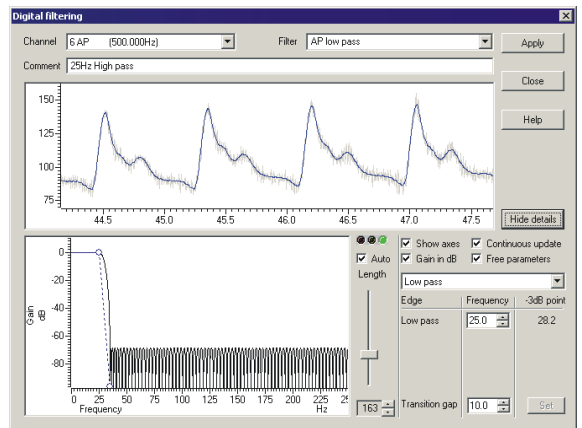 Digital filtering
Channel 6 AP (500.000Hz) Filter AP low pass Apply
Comment 25Hz High pass
Close
Help
150
125
100
75
44.5 45.0 45.5 46.0 46.5 47.0 47.5
Hide details
Show axes Continuous update
Auto Gain in dB Free parameters
Length
Low pass
Edge Frequency -3dB point
Low pass 25.0 28.2
0
-20
-40
-60
-80
Gain dB
0 25 50 75 100 125 150 175 200 225 25
Frequency Hz
163 Transition gap 10.0 Set